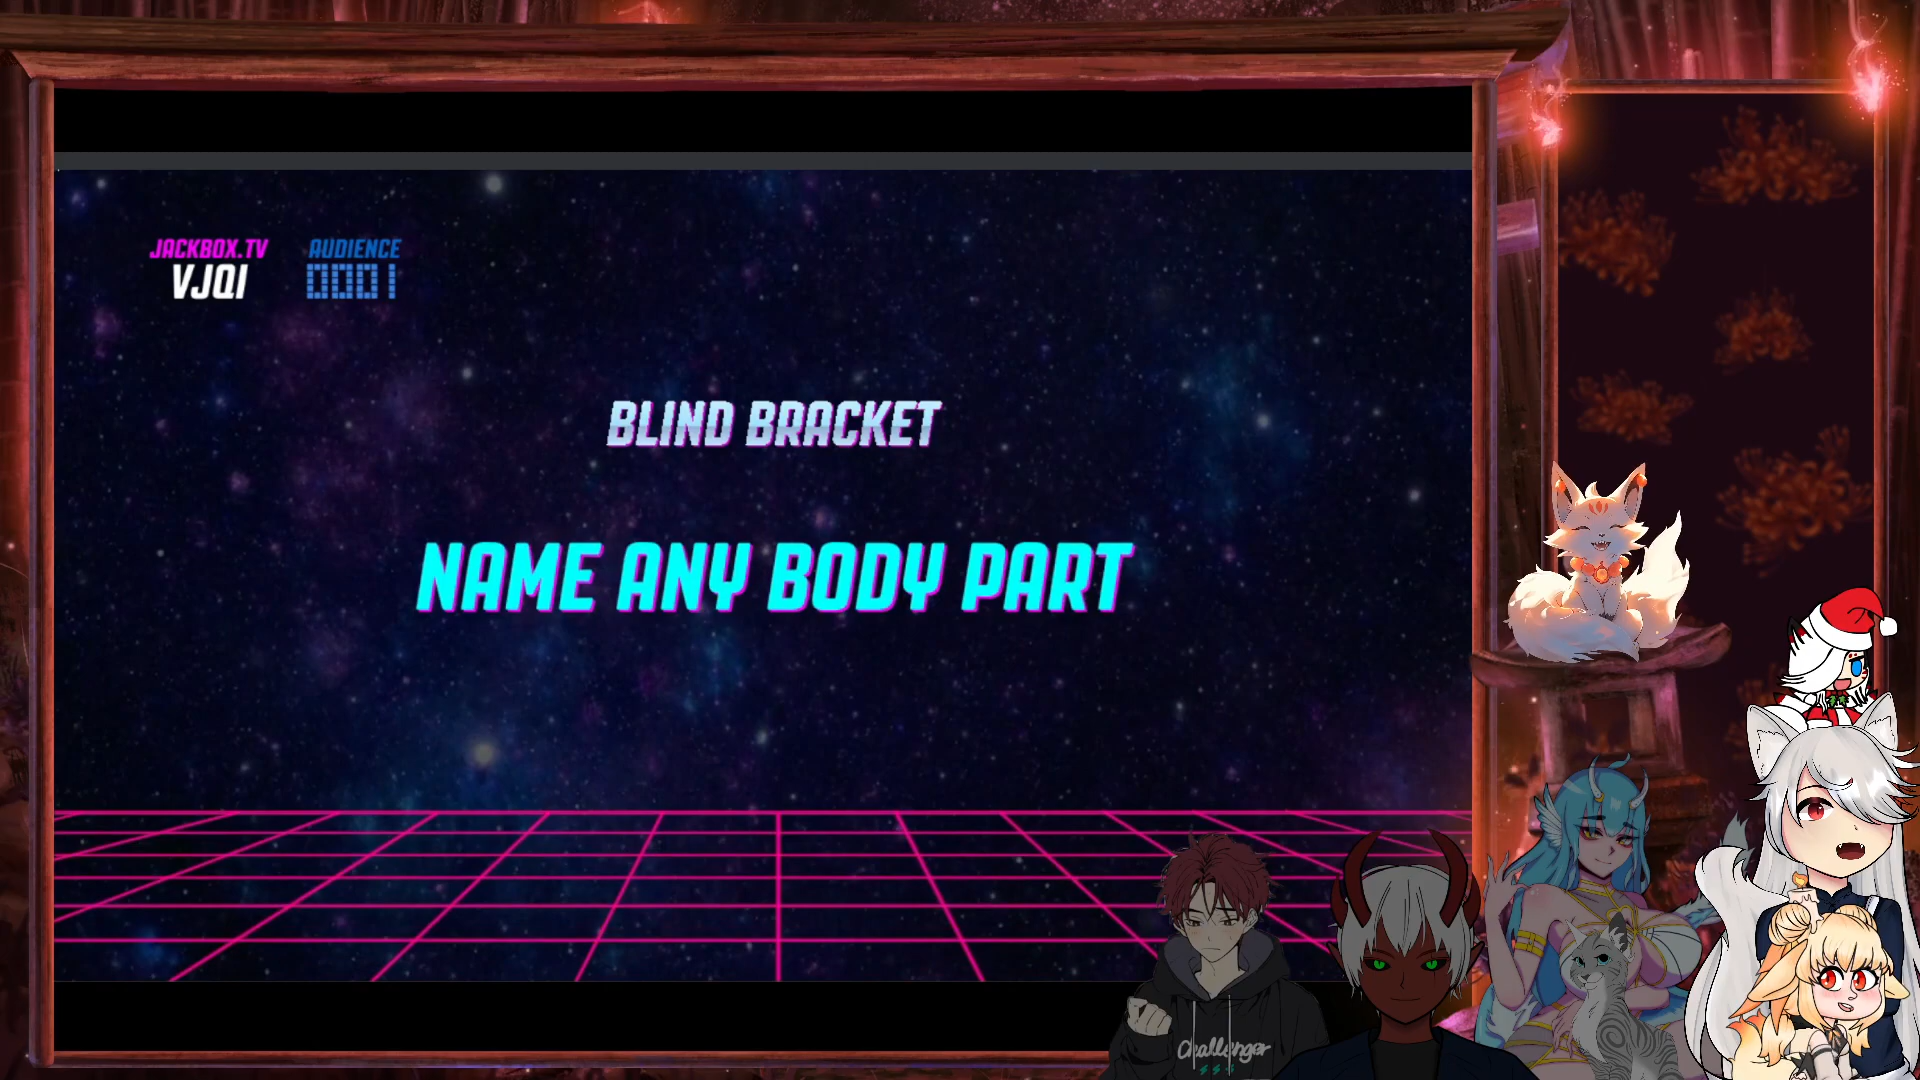 JACKBOX.TV
VJQI
AUDIENCE
0001
BLIND BRACKET
NAME ANY BODY PART
Challenger